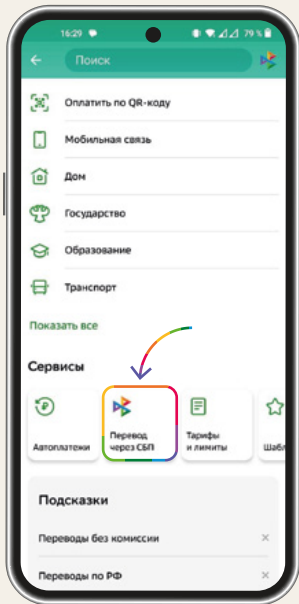 16:29 79 %
Поиск
Оплатить по QR-коду
Мобильная связь
Дом
Государство
Образование
Транспорт
Показать все
Сервисы
Автоплатежи
Перевод
через СБП
Тарифы
и лимиты
Шабл
Подсказки
Переводы без комиссии
Переводы по РФ